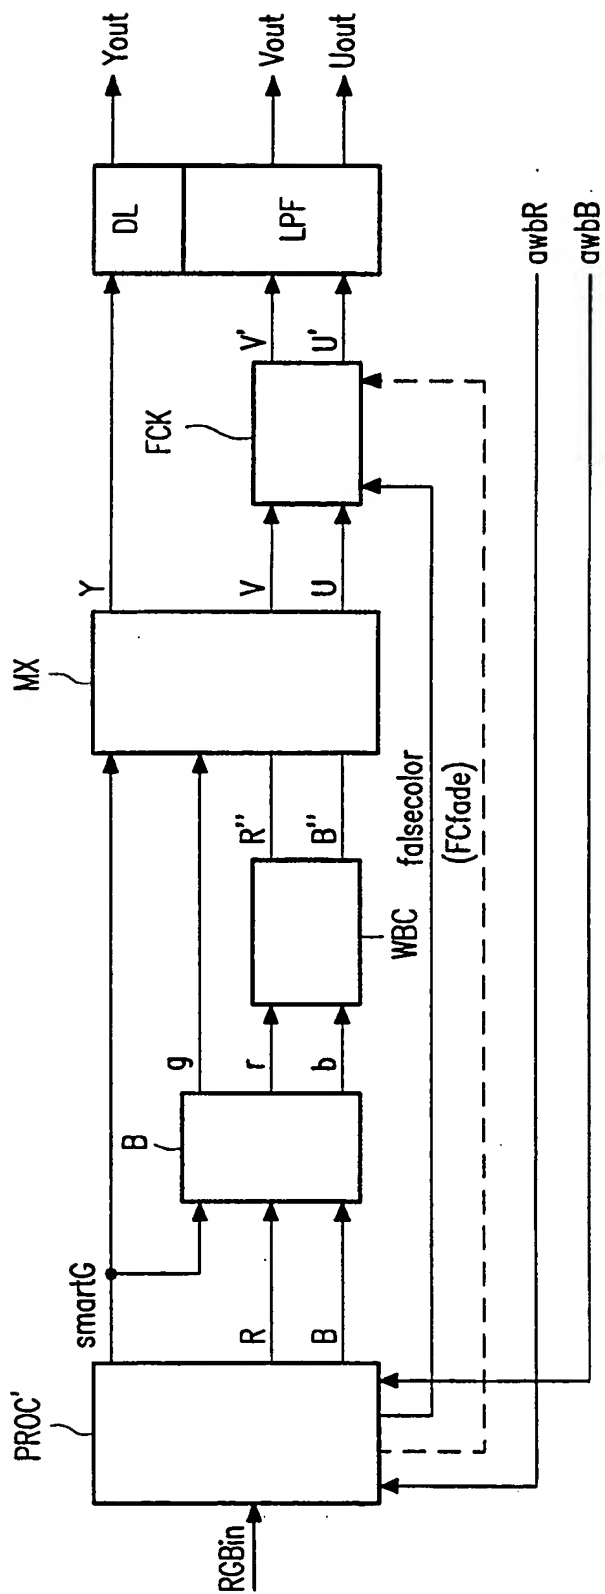 RGBin
PROC'
smartG
R
B
B
g
r
b
WBC
R''
B''
MX
Y
V
U
falsecolor
(FCfade)
FCK
V'
U'
DL
LPF
Yout
Vout
Uout
awbR
awbB